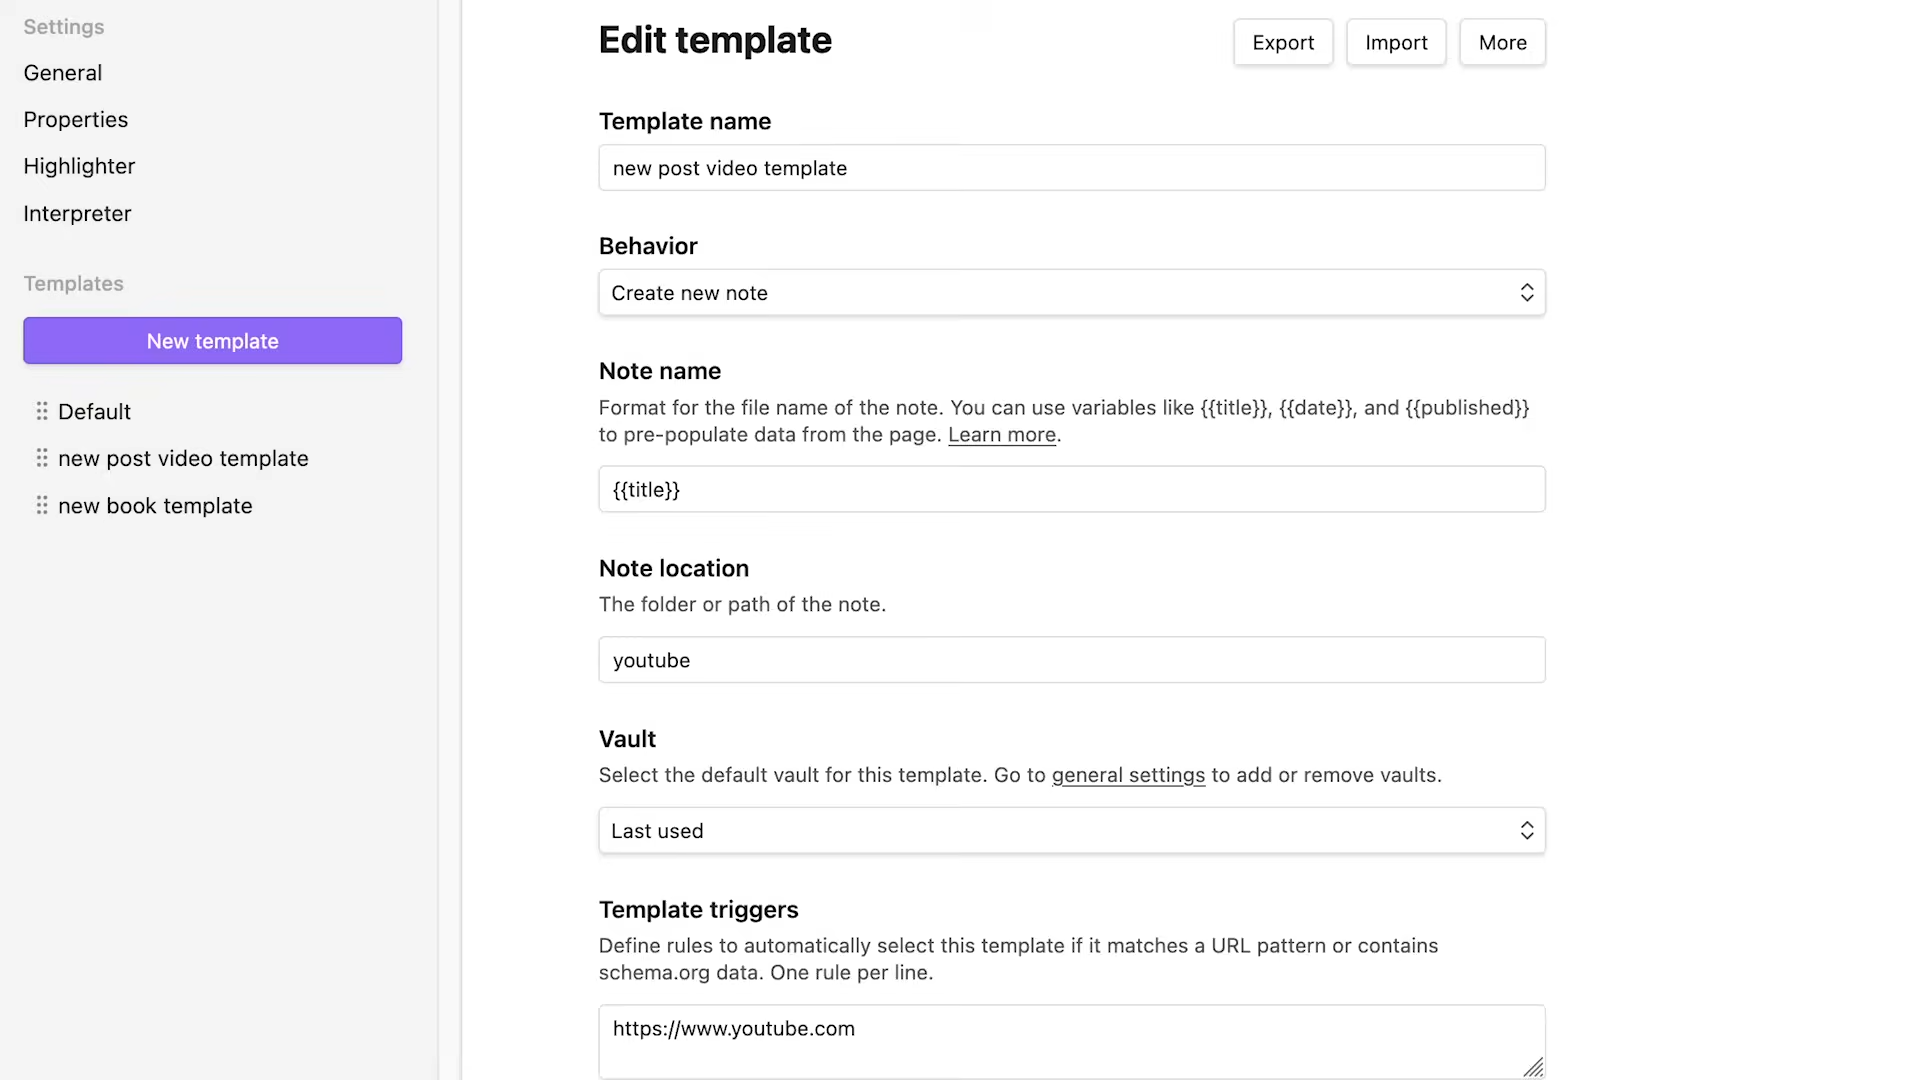 Settings
General
Properties
Highlighter
Interpreter
Templates
New template
Default
new post video template
new book template
Edit template
Export
Import
More
Template name
new post video template
Behavior
Create new note
Note name
Format for the file name of the note. You can use variables like {{title}}, {{date}}, and {{published}}
to pre-populate data from the page. Learn more.
{{title}}
Note location
The folder or path of the note.
youtube
Vault
Select the default vault for this template. Go to general settings to add or remove vaults.
Last used
Template triggers
Define rules to automatically select this template if it matches a URL pattern or contains
schema.org data. One rule per line.
https://www.youtube.com